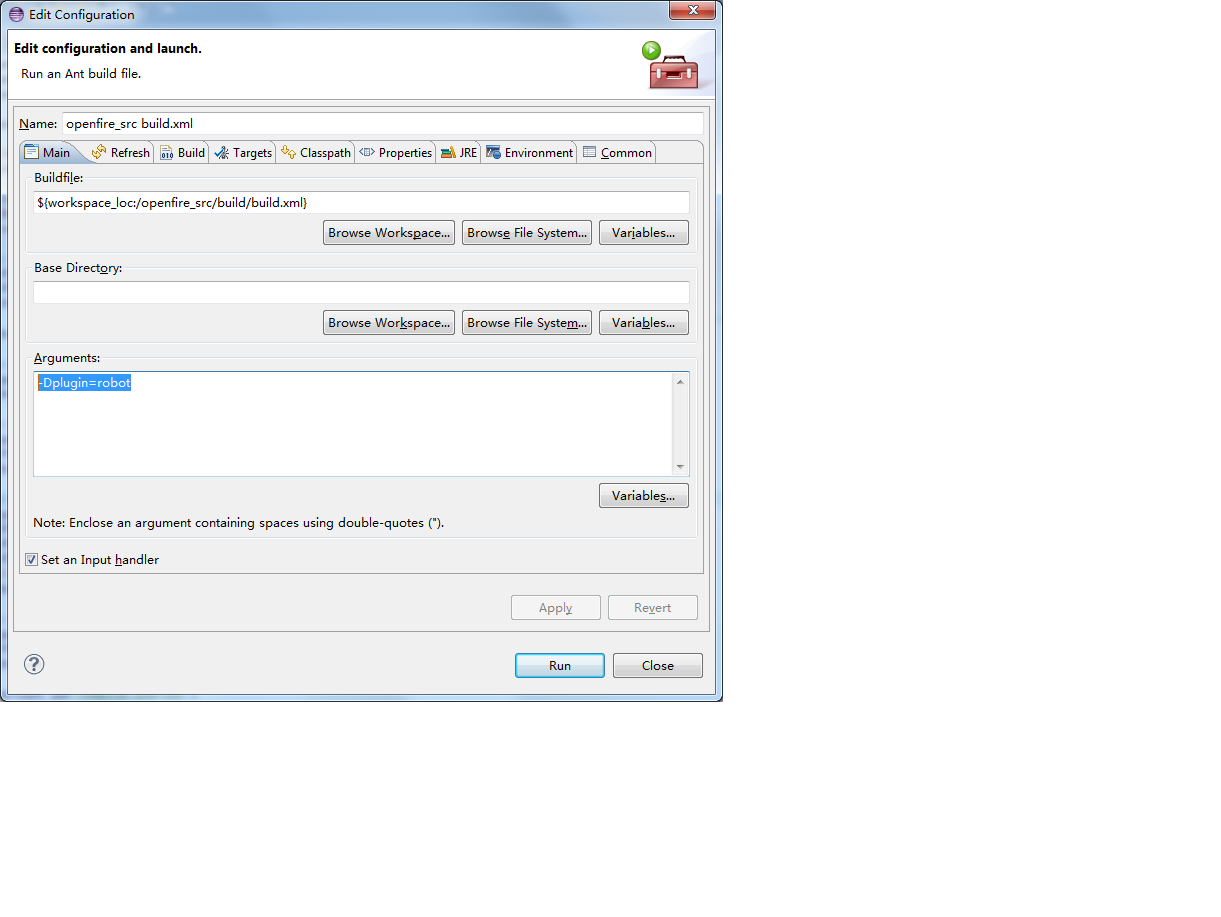 Edit Configuration
Edit configuration and launch.
Run an Ant build file.
Name: openfire_src build.xml
Main Refresh Build Targets Classpath Properties JRE Environment Common
Buildfile:
${workspace_loc:/openfire_src/build/build.xml}
Browse Workspace... Browse File System... Variables...
Base Directory:
Browse Workspace... Browse File System... Variables...
Arguments:
-Dplugin=robot
Variables...
Note: Enclose an argument containing spaces using double-quotes (").
Set an Input handler
Apply Revert
Run Close